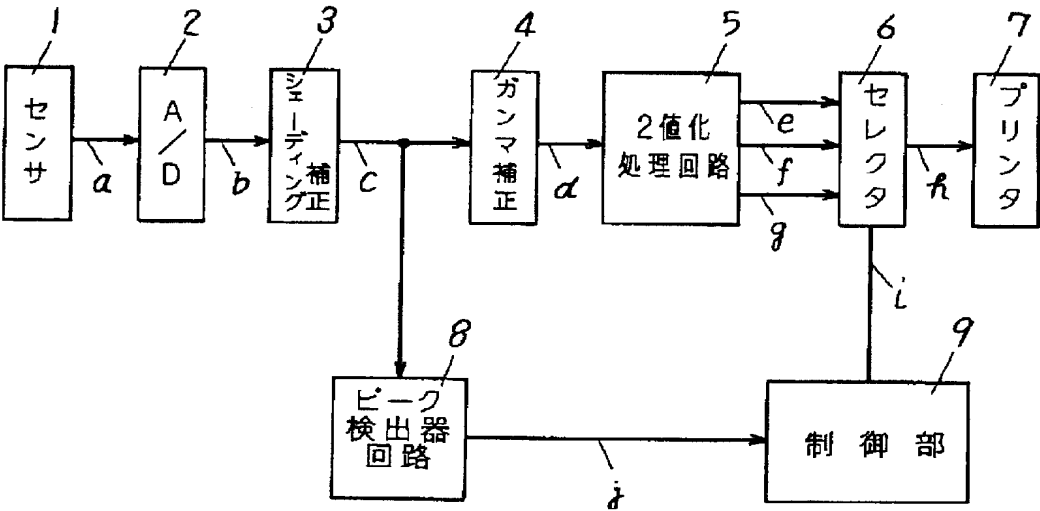 1
2
3
4
5
6
7
センサ
A/D
シェーディング
補正
ガンマ補正
2値化
処理回路
セレクタ
プリンタ
a
b
c
d
e
f
g
h
i
8
9
ピーク
検出器
回路
制御部
j